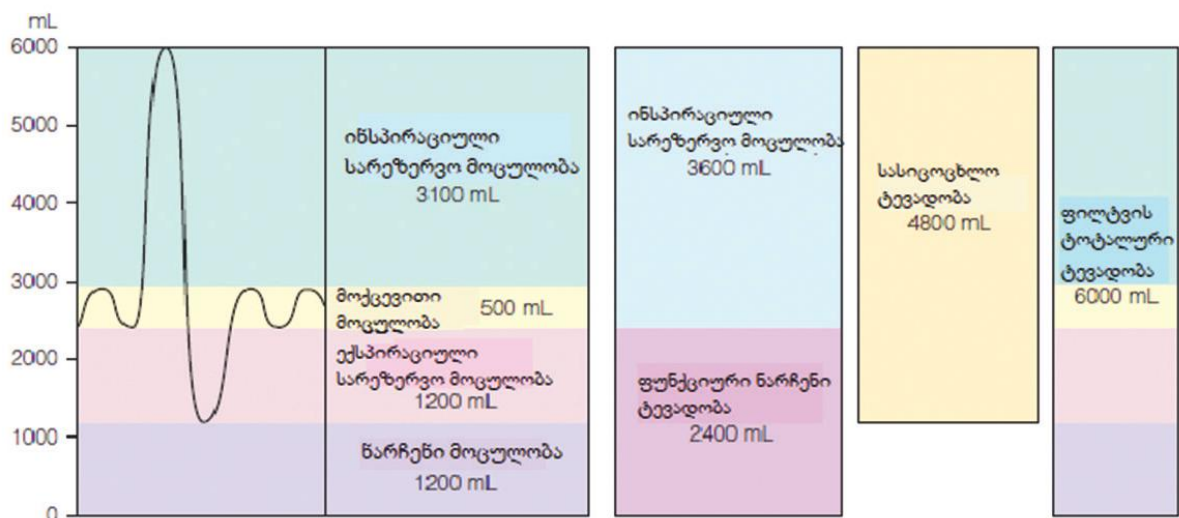 mL
6000
5000
4000
3000
2000
1000
0
ინსპირაციული
სარეზერვო მოცულობა
3100 mL
მოქცევითი
მოცულობა
500 mL
ექსპირაციული
სარეზერვო მოცულობა
1200 mL
ნარჩენი მოცულობა
1200 mL
ინსპირაციული
სარეზერვო მოცულობა
3600 mL
ფუნქციური ნარჩენი
ტევადობა
2400 mL
სასიცოცხლო
ტევადობა
4800 mL
ფილტვის
ტოტალური
ტევადობა
6000 mL